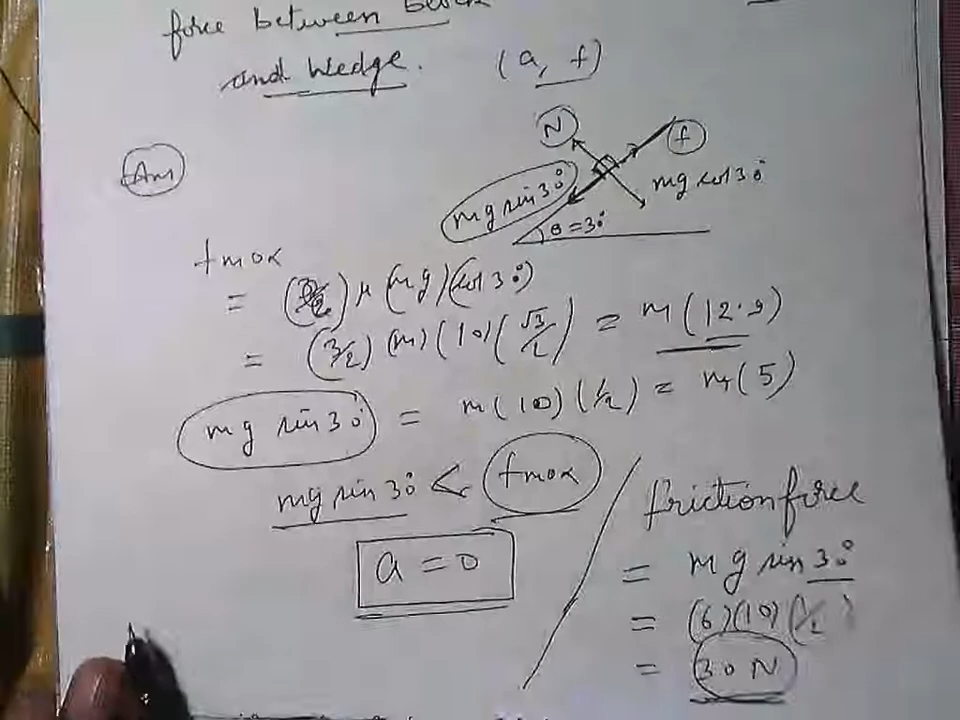 force between block
and Wedge. (a, f)
Ans
N
f
mg sin 30°
mg cos 30°
θ = 30°
fmax
= μ (mg)(cos 30°)
= (3/2) (m) (10) (√3/2) = m(12.9)
mg sin 30° = m(10)(1/2) = m(5)
mg sin 30° < fmax
a = 0
friction force
= mg sin 30°
= (6)(10)(1/2)
= 30 N